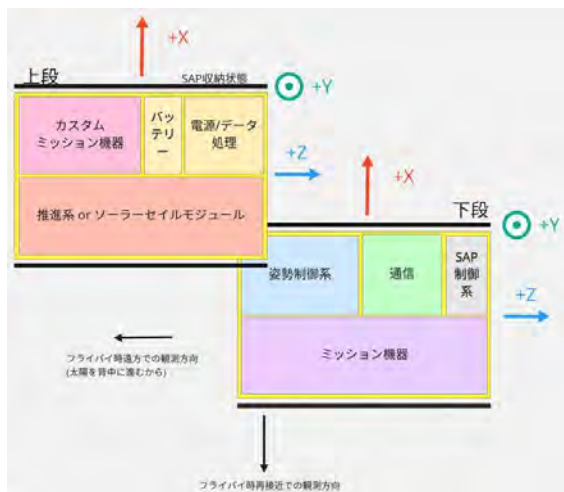 +X
上段
SAP収納状態
+Y
カスタム
ミッション機器
バッ
テリ
ー
電源/データ
処理
+Z
推進系 or ソーラーセイルモジュール
+X
下段
+Y
姿勢制御系
通信
SAP
制御
系
+Z
ミッション機器
フライバイ時遠方での観測方向
(太陽を背中に進むから)
フライバイ時再接近での観測方向